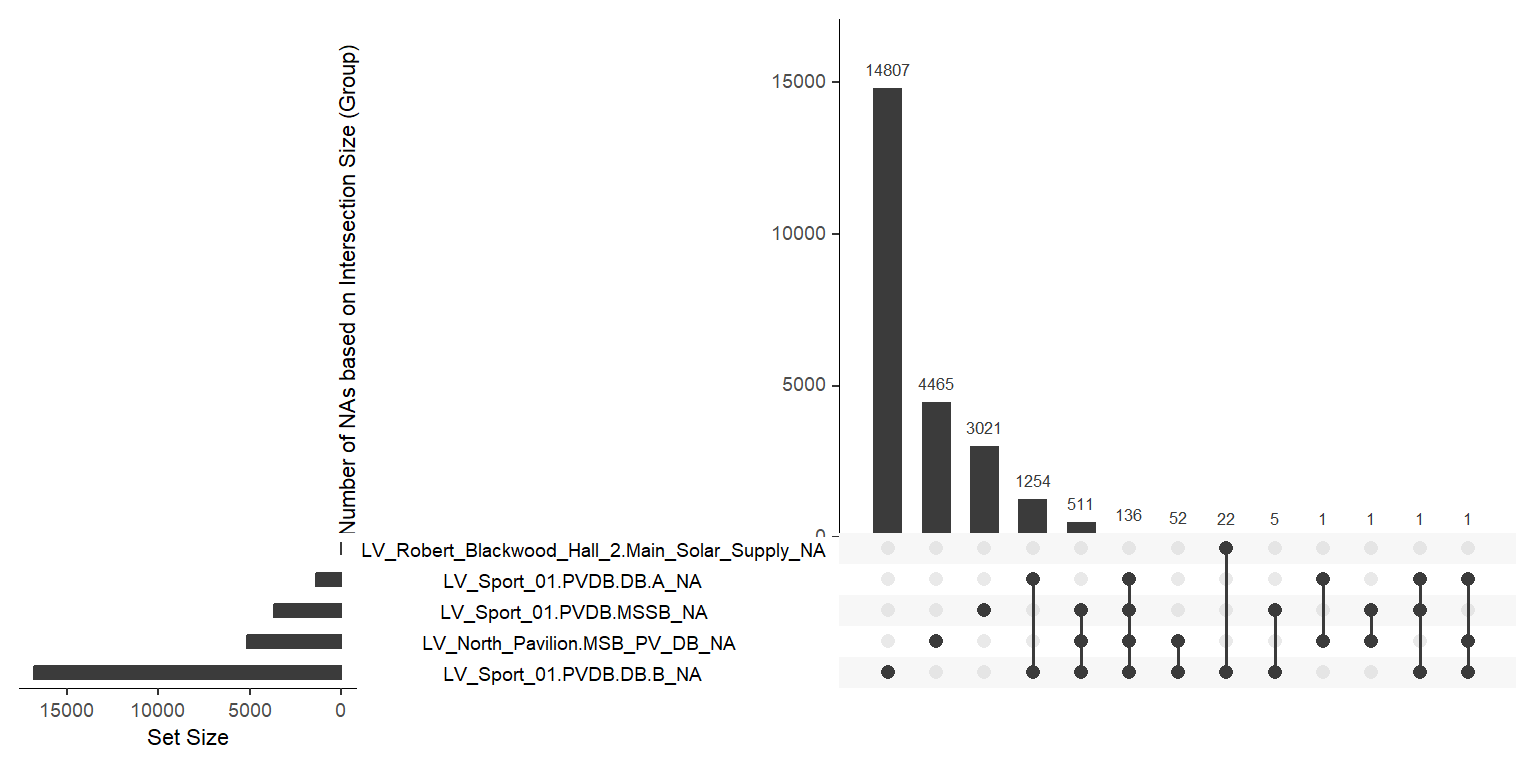 Number of NAs based on Intersection Size (Group)
15000
10000
5000
0
14807
4465
3021
1254
511
136
52
22
5
1
1
1
1
LV_Robert_Blackwood_Hall_2.Main_Solar_Supply_NA
LV_Sport_01.PVDB.DB.A_NA
LV_Sport_01.PVDB.MSSB_NA
LV_North_Pavilion.MSB_PV_DB_NA
LV_Sport_01.PVDB.DB.B_NA
15000 10000 5000 0
Set Size